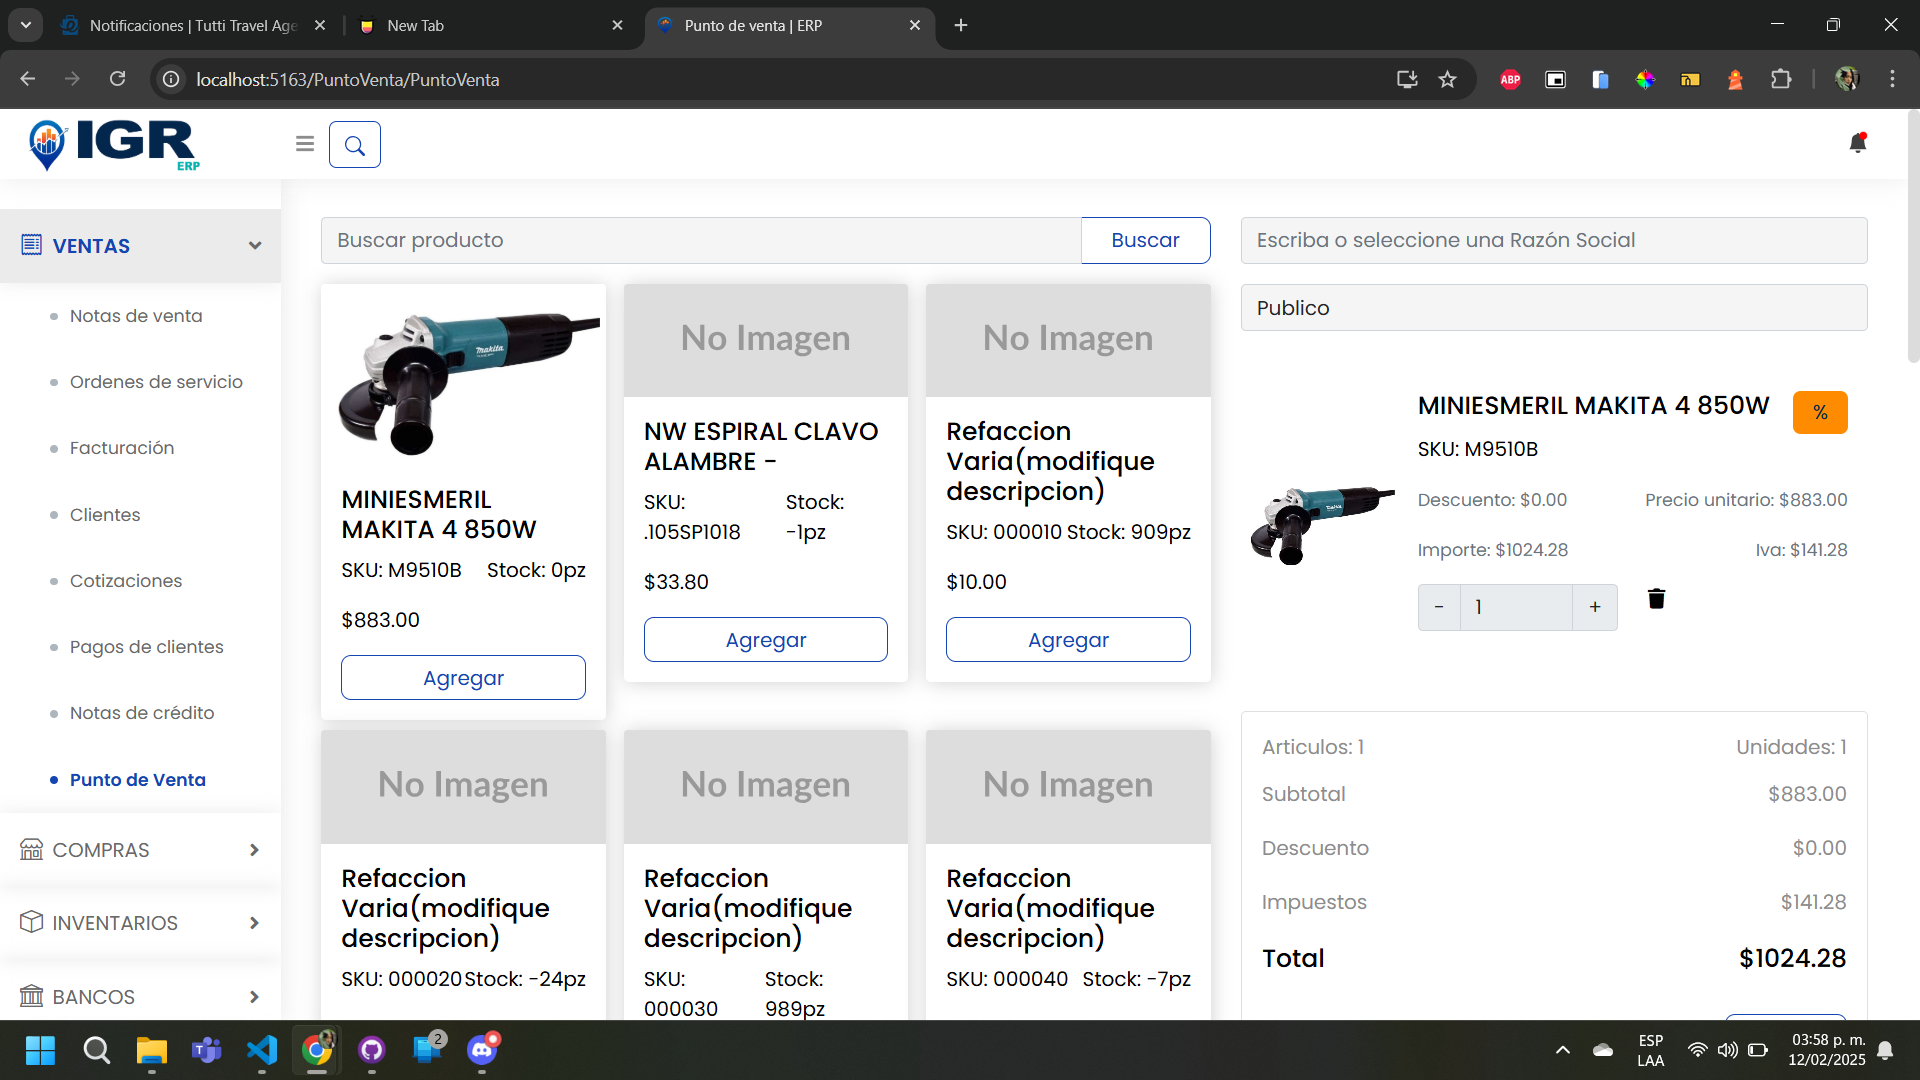 Notificaciones | Tutti Travel Age
New Tab
Punto de venta | ERP
localhost:5163/PuntoVenta/PuntoVenta
ABP
IGR
ERP
VENTAS
Notas de venta
Ordenes de servicio
Facturación
Clientes
Cotizaciones
Pagos de clientes
Notas de crédito
Punto de Venta
COMPRAS
INVENTARIOS
BANCOS
Buscar producto
Buscar
makita
MINIESMERIL
MAKITA 4 850W
SKU: M9510B Stock: 0pz
$883.00
Agregar
No Imagen
NW ESPIRAL CLAVO
ALAMBRE -
SKU: Stock:
.105SP1018 -1pz
$33.80
Agregar
No Imagen
Refaccion
Varia(modifique
descripcion)
SKU: 000010 Stock: 909pz
$10.00
Agregar
No Imagen
Refaccion
Varia(modifique
descripcion)
SKU: 000020 Stock: -24pz
No Imagen
Refaccion
Varia(modifique
descripcion)
SKU: Stock:
000030 989pz
No Imagen
Refaccion
Varia(modifique
descripcion)
SKU: 000040 Stock: -7pz
Escriba o seleccione una Razón Social
Publico
MINIESMERIL MAKITA 4 850W
%
SKU: M9510B
Descuento: $0.00 Precio unitario: $883.00
Importe: $1024.28 Iva: $141.28
- 1 +
Articulos: 1 Unidades: 1
Subtotal $883.00
Descuento $0.00
Impuestos $141.28
Total $1024.28
2
ESP
LAA
03:58 p. m.
12/02/2025